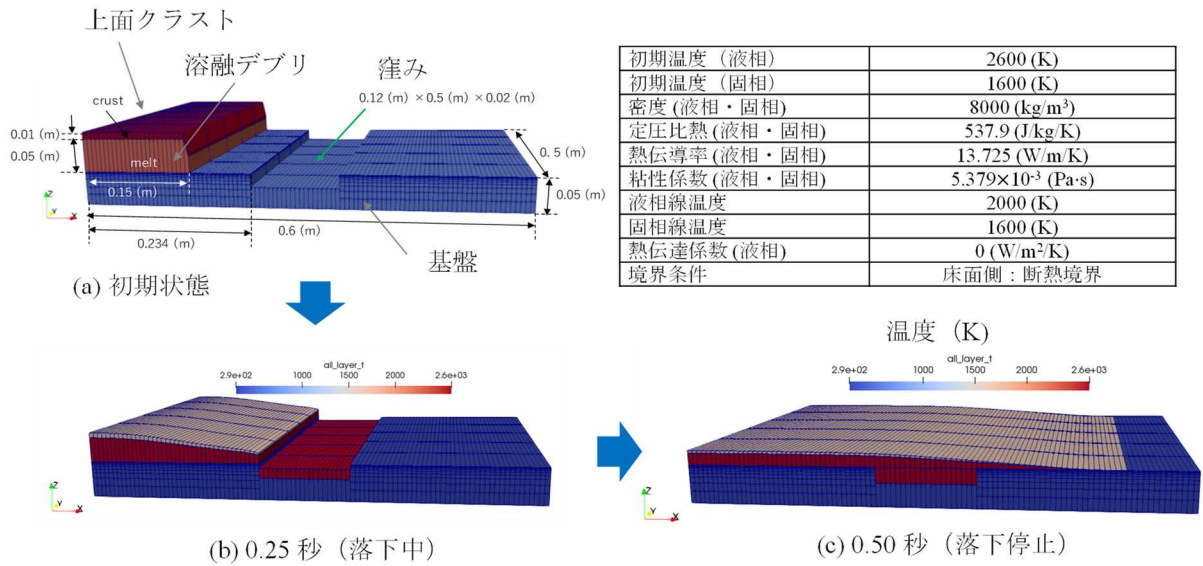 上面クラスト
溶融デブリ
窪み
0.12 (m) ×0.5 (m) ×0.02 (m)
crust
0.01 (m)
0.05 (m)
melt
0.15 (m)
0.5 (m)
0.05 (m)
0.6 (m)
0.234 (m)
基盤
Z
Y
X
(a) 初期状態
初期温度（液相） 2600 (K)
初期温度（固相） 1600 (K)
密度 (液相・固相) 8000 (kg/m³)
定圧比熱 (液相・固相) 537.9 (J/kg/K)
熱伝導率 (液相・固相) 13.725 (W/m/K)
粘性係数 (液相・固相) 5.379×10⁻³ (Pa·s)
液相線温度 2000 (K)
固相線温度 1600 (K)
熱伝達係数 (液相) 0 (W/m²/K)
境界条件 床面側：断熱境界
all_layer_t
2.9e+02 1000 1500 2000 2.6e+03
Z
Y
X
(b) 0.25 秒（落下中）
温度（K）
all_layer_t
2.9e+02 1000 1500 2000 2.6e+03
Z
Y
X
(c) 0.50 秒（落下停止）